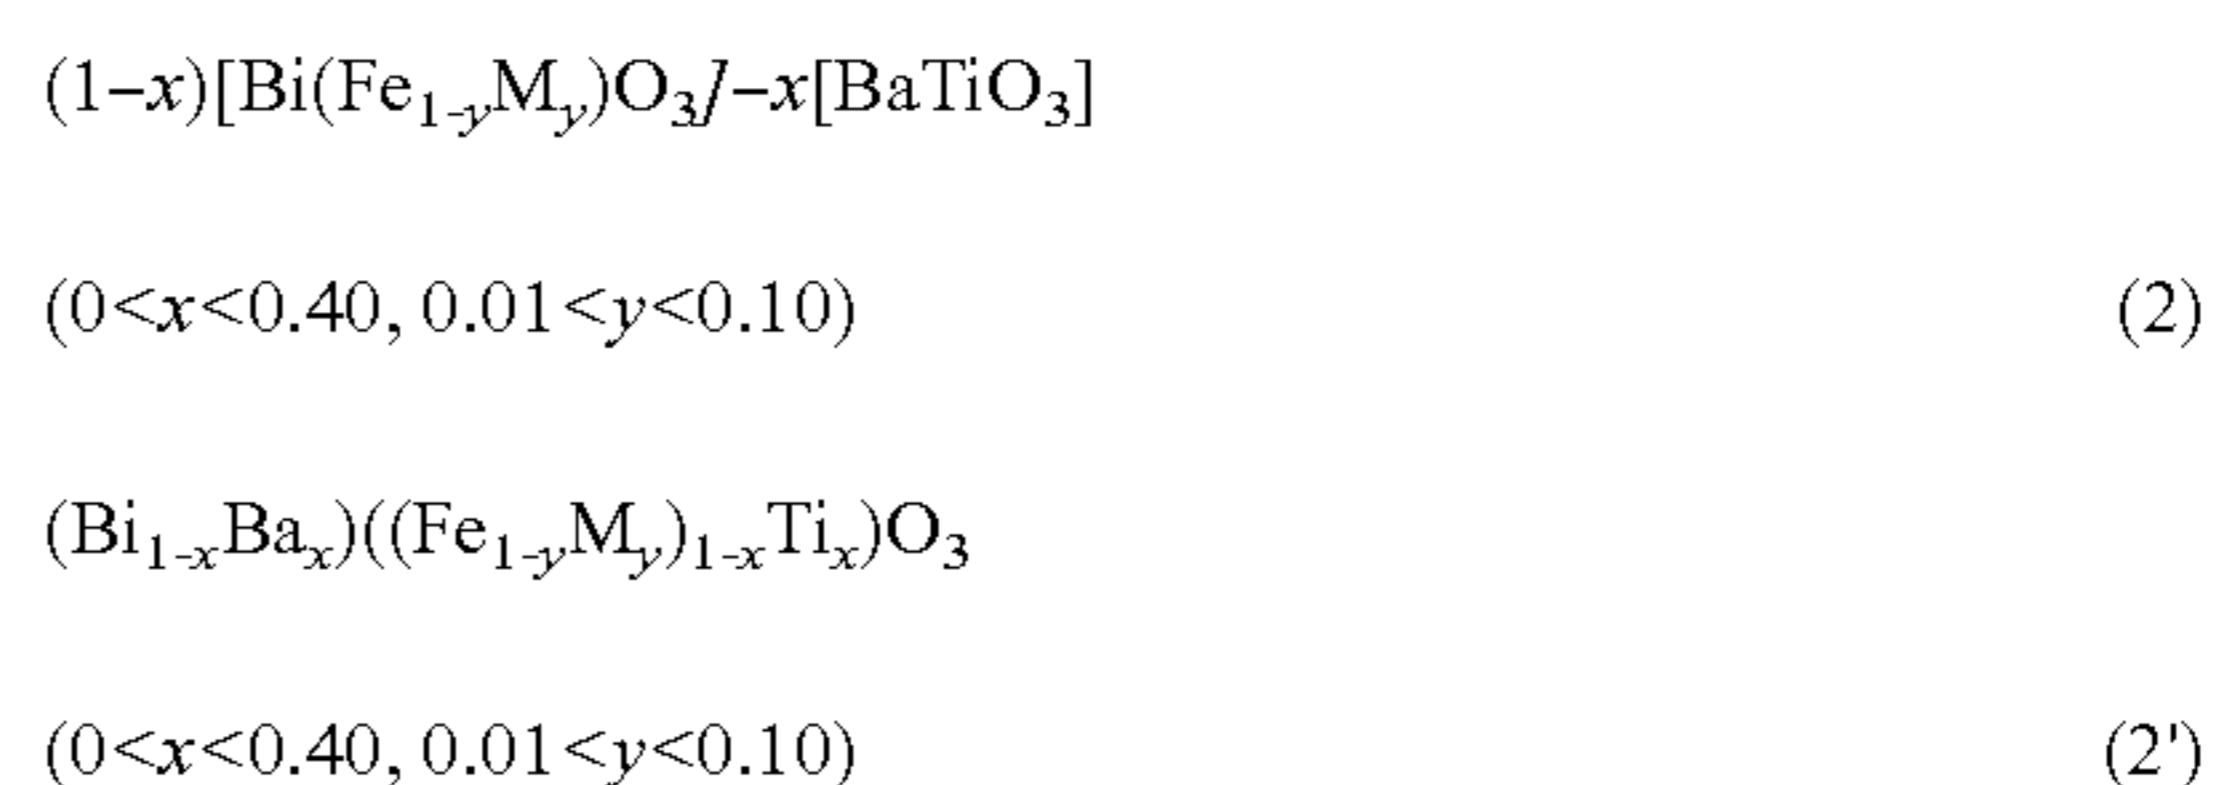 (1–x)[Bi(Fe₁₋yMy)O₃]–x[BaTiO₃]
(0<x<0.40, 0.01<y<0.10) (2)
(Bi₁₋ₓBaₓ)((Fe₁₋yMy)₁₋ₓTiₓ)O₃
(0<x<0.40, 0.01<y<0.10) (2')